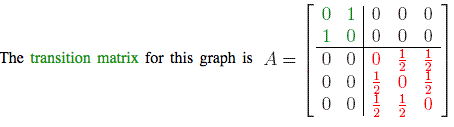 The transition matrix for this graph is A =
0 1 0 0 0
1 0 0 0 0
0 0 0 1/2 1/2
0 0 1/2 0 1/2
0 0 1/2 1/2 0